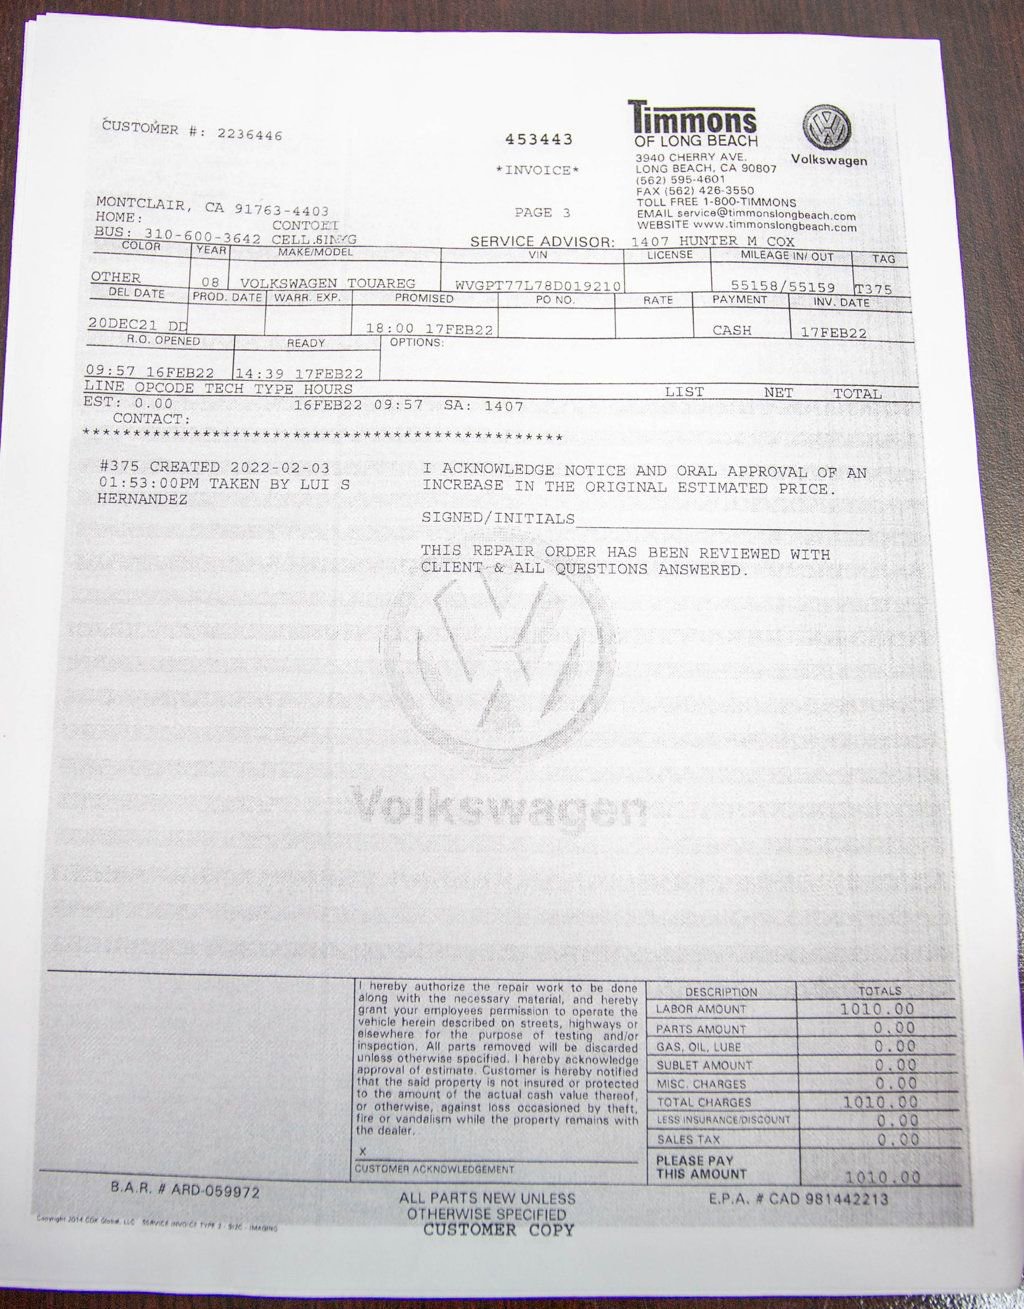 CUSTOMER #: 2236446
453443
*INVOICE*
Timmons
OF LONG BEACH
3940 CHERRY AVE.
LONG BEACH, CA 90807
(562) 595-4601
FAX (562) 426-3550
TOLL FREE 1-800-TIMMONS
EMAIL service@timmonslongbeach.com
WEBSITE www.timmonslongbeach.com
Volkswagen
MONTCLAIR, CA 91763-4403
PAGE 3
HOME:
BUS: 310-600-3642 CELL:
SERVICE ADVISOR: 1407 HUNTER M COX
COLOR YEAR MAKE/MODEL VIN LICENSE MILEAGE IN/ OUT TAG
OTHER 08 VOLKSWAGEN TOUAREG WVGPT77L78D019210 55158/55159 T375
DEL DATE PROD. DATE WARR. EXP. PROMISED PO NO. RATE PAYMENT INV. DATE
20DEC21 DD 18:00 17FEB22 CASH 17FEB22
R.O. OPENED READY OPTIONS:
09:57 16FEB22 14:39 17FEB22
LINE OPCODE TECH TYPE HOURS LIST NET TOTAL
EST: 0.00 16FEB22 09:57 SA: 1407
CONTACT:
***************************************************
#375 CREATED 2022-02-03
01:53:00PM TAKEN BY LUI S
HERNANDEZ
I ACKNOWLEDGE NOTICE AND ORAL APPROVAL OF AN
INCREASE IN THE ORIGINAL ESTIMATED PRICE.
SIGNED/INITIALS
THIS REPAIR ORDER HAS BEEN REVIEWED WITH
CLIENT & ALL QUESTIONS ANSWERED.
Volkswagen
I hereby authorize the repair work to be done
along with the necessary material, and hereby
grant your employees permission to operate the
vehicle herein described on streets, highways or
elsewhere for the purpose of testing and/or
inspection. All parts removed will be discarded
unless otherwise specified. I hereby acknowledge
approval of estimate. Customer is hereby notified
that the said property is not insured or protected
to the amount of the actual cash value thereof,
or otherwise, against loss occasioned by theft,
fire or vandalism while the property remains with
the dealer.
X
CUSTOMER ACKNOWLEDGEMENT
DESCRIPTION TOTALS
LABOR AMOUNT 1010.00
PARTS AMOUNT 0.00
GAS, OIL, LUBE 0.00
SUBLET AMOUNT 0.00
MISC. CHARGES 0.00
TOTAL CHARGES 1010.00
LESS INSURANCE/DISCOUNT 0.00
SALES TAX 0.00
PLEASE PAY
THIS AMOUNT 1010.00
B.A.R. # ARD-059972
ALL PARTS NEW UNLESS
OTHERWISE SPECIFIED
E.P.A. # CAD 981442213
CUSTOMER COPY
Copyright 2014 CDK Global, LLC SERVICE INVOICE TYPE 2 - SI2C - IMAGING